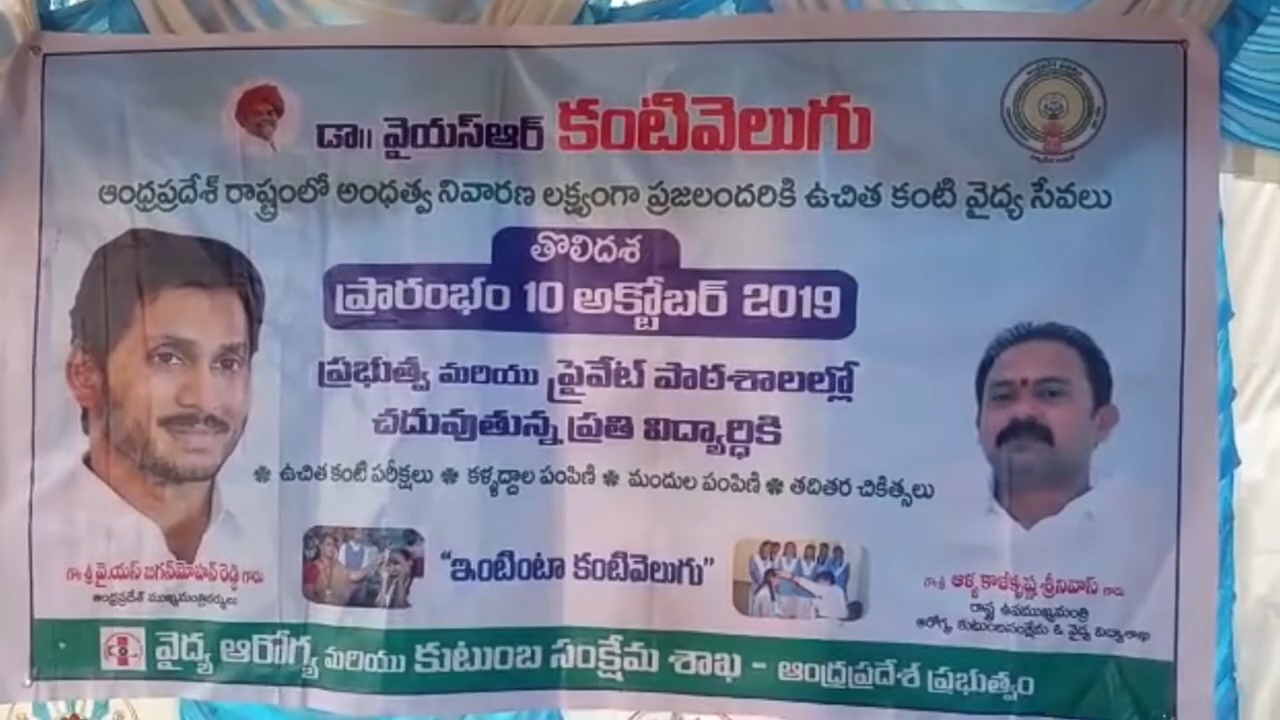 డా॥ వైయస్ఆర్ కంటివెలుగు
ఆంధ్రప్రదేశ్ రాష్ట్రంలో అంధత్వ నివారణ లక్ష్యంగా ప్రజలందరికి ఉచిత కంటి వైద్య సేవలు
తొలిదశ
ప్రారంభం 10 అక్టోబర్ 2019
ప్రభుత్వ మరియు ప్రైవేట్ పాఠశాలల్లో
చదువుతున్న ప్రతి విద్యార్ధికి
❋ ఉచిత కంటి పరీక్షలు ❋ కళ్ళద్దాల పంపిణి ❋ మందుల పంపిణి ❋ తదితర చికిత్సలు
"ఇంటింటా కంటివెలుగు"
గౌ॥ శ్రీ వై.యస్ జగన్‌మోహన్ రెడ్డి గారు
ఆంధ్రప్రదేశ్ ముఖ్యమంత్రివర్యులు
గౌ॥ శ్రీ ఆళ్ళ కాళీకృష్ణ శ్రీనివాస్ గారు
రాష్ట్ర ఉపముఖ్యమంత్రి
ఆరోగ్య, కుటుంబసంక్షేమ & వైద్య విద్యాశాఖ
వైద్య ఆరోగ్య మరియు కుటుంబ సంక్షేమ శాఖ - ఆంధ్రప్రదేశ్ ప్రభుత్వం